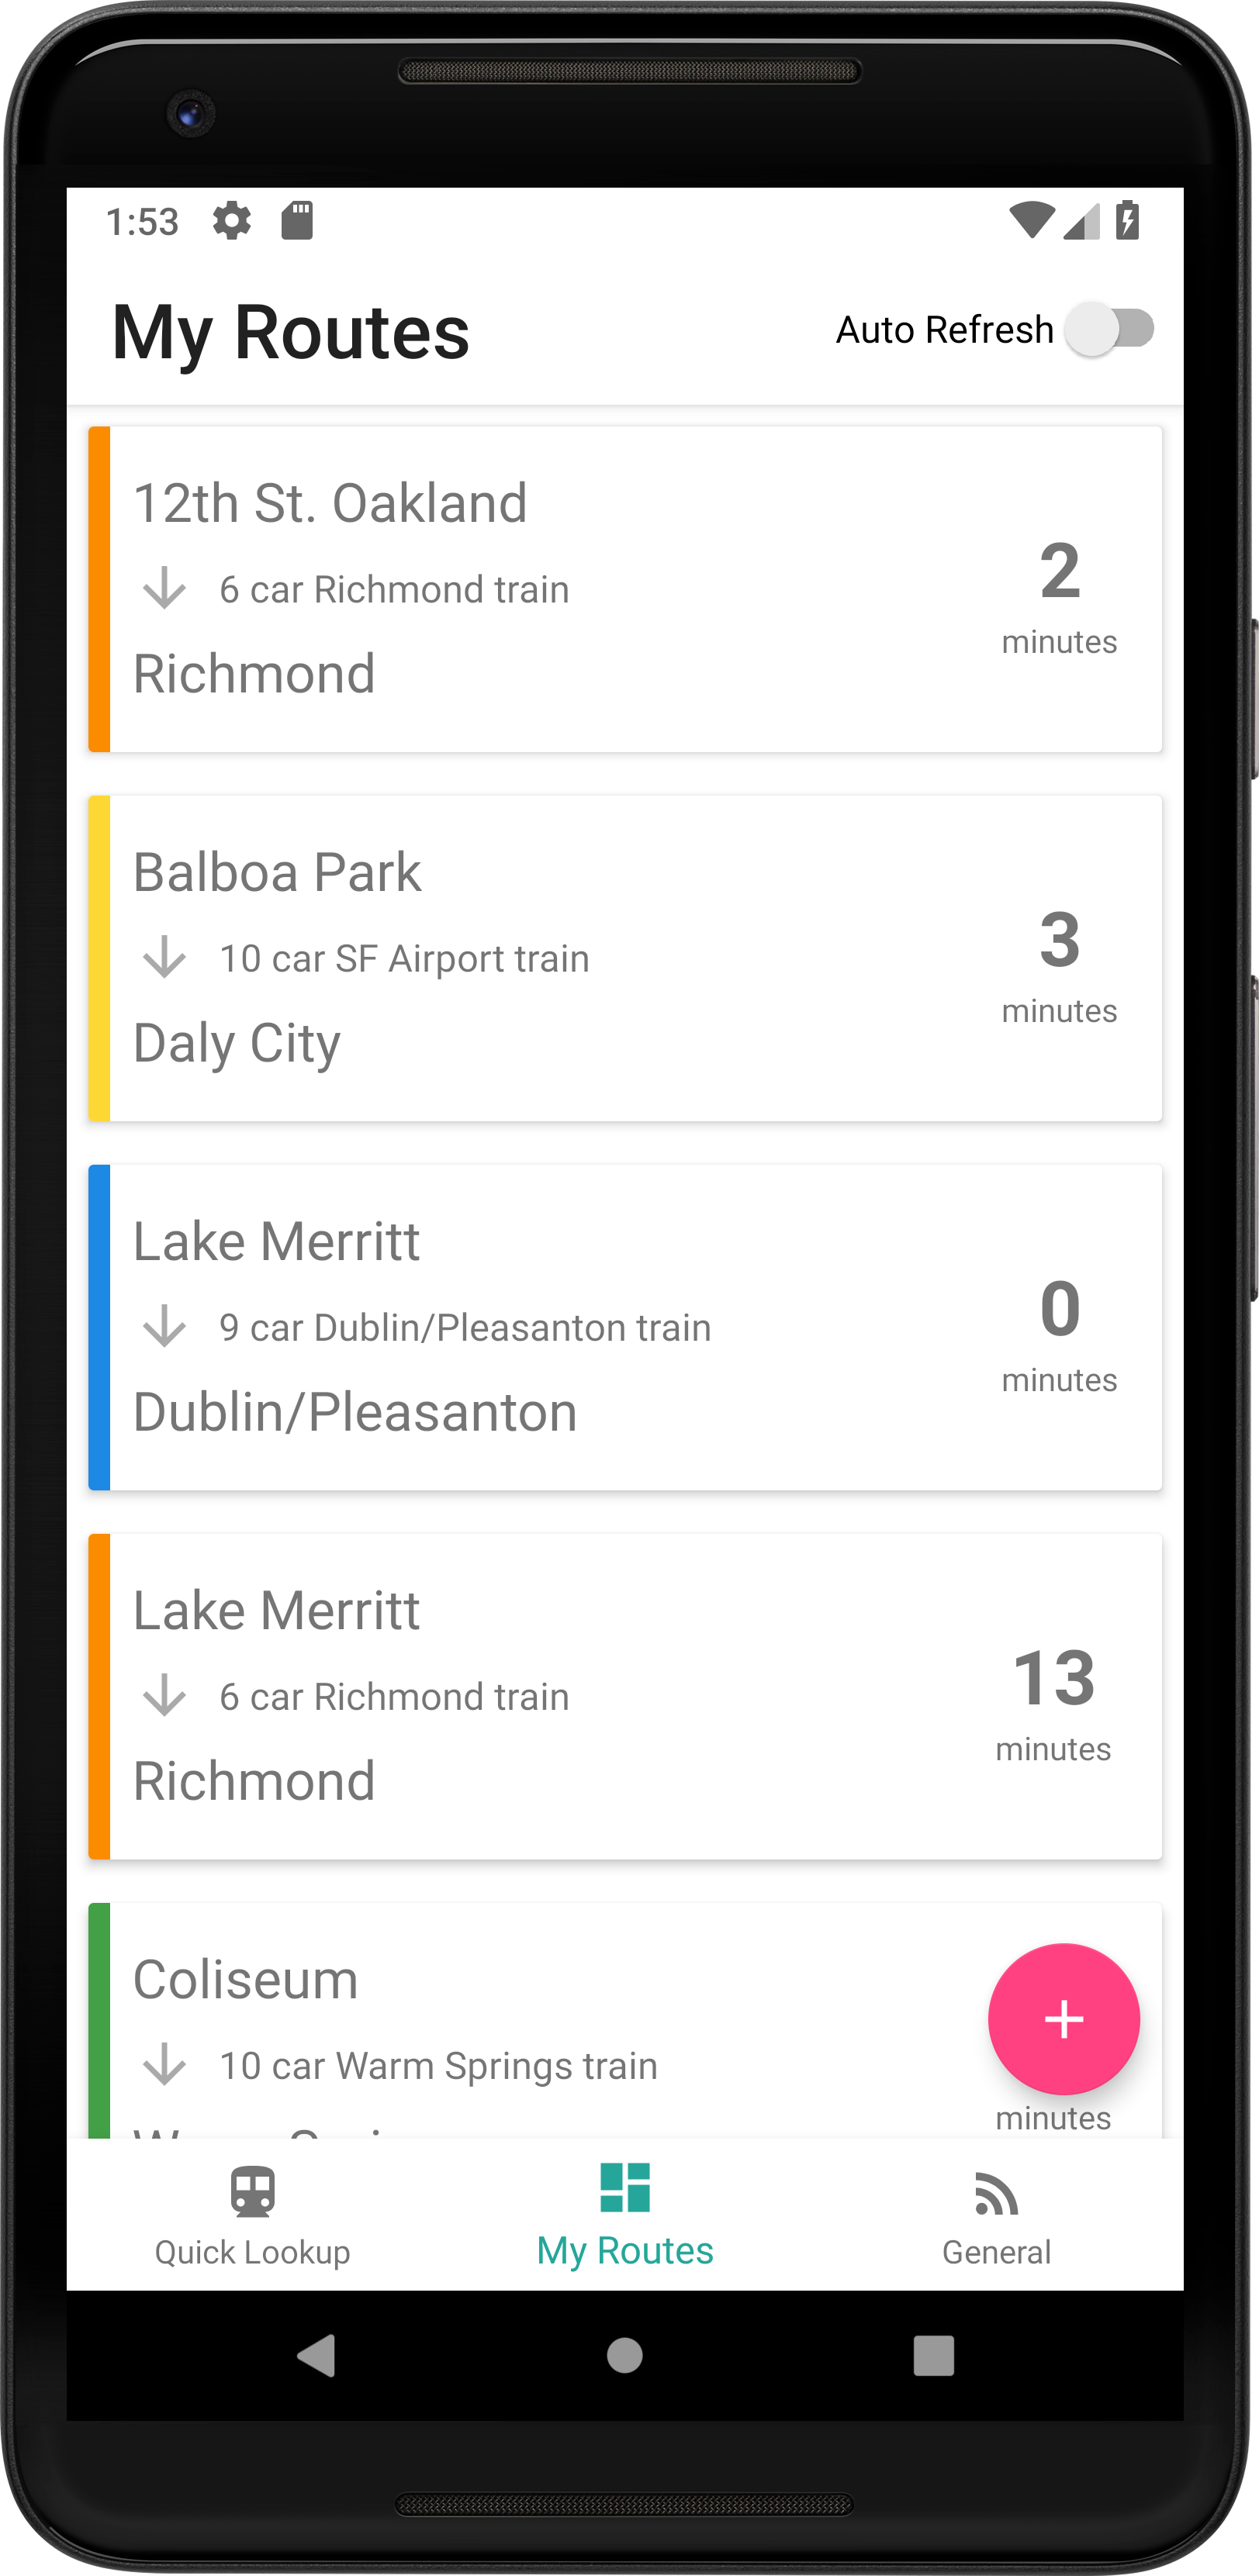 1:53
My Routes
Auto Refresh
12th St. Oakland
6 car Richmond train
Richmond
2
minutes
Balboa Park
10 car SF Airport train
Daly City
3
minutes
Lake Merritt
9 car Dublin/Pleasanton train
Dublin/Pleasanton
0
minutes
Lake Merritt
6 car Richmond train
Richmond
13
minutes
Coliseum
10 car Warm Springs train
minutes
Quick Lookup
My Routes
General